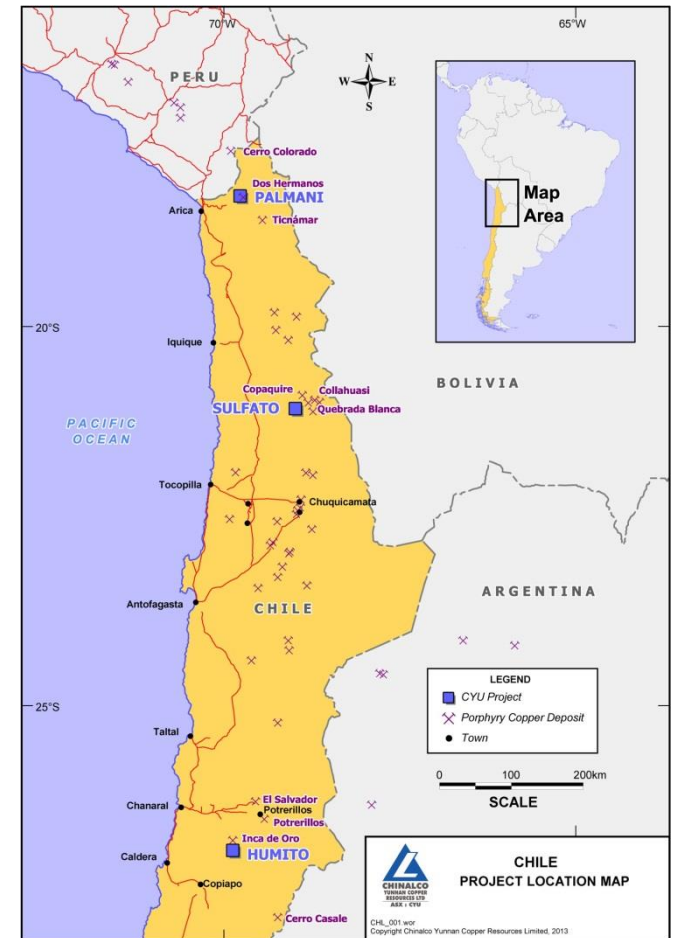 70°W
65°W
PERU
N
W E
S
Cerro Colorado
Dos Hermanos
PALMANI
Arica
Ticnámar
Map
Area
20°S
Iquique
BOLIVIA
Copaquire
Collahuasi
SULFATO
Quebrada Blanca
PACIFIC
OCEAN
Tocopilla
Chuquicamata
ARGENTINA
Antofagasta
CHILE
LEGEND
CYU Project
Porphyry Copper Deposit
Town
25°S
Taltal
0 100 200km
SCALE
El Salvador
Chanaral
Potrerillos
Potrerillos
Inca de Oro
HUMITO
Caldera
Copiapo
Cerro Casale
CHINALCO
YUNNAN COPPER
RESOURCES LTD
ASX : CYU
CHILE
PROJECT LOCATION MAP
CHL_001.wor
Copyright Chinalco Yunnan Copper Resources Limited, 2013